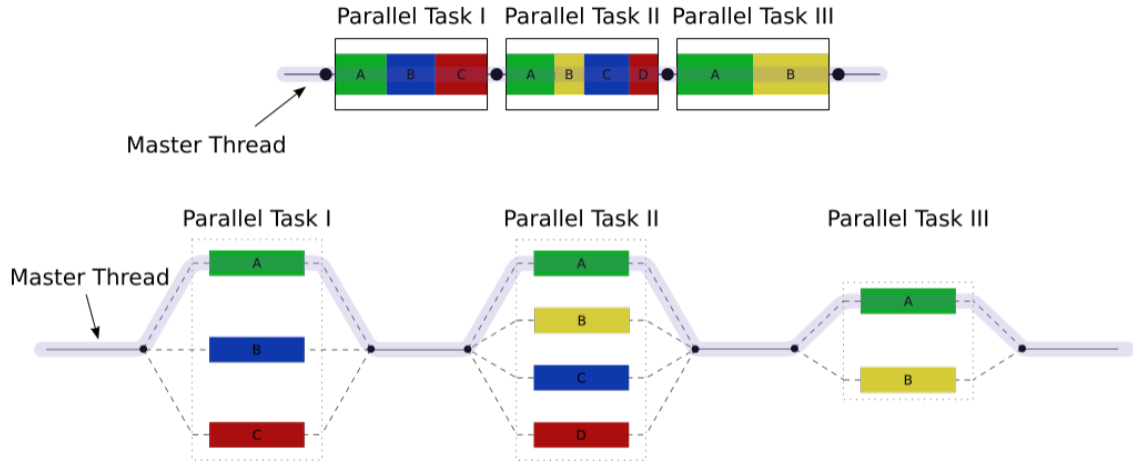 Parallel Task I
Parallel Task II
Parallel Task III
A B C
A B C D
A B
Master Thread
Parallel Task I
Parallel Task II
Parallel Task III
Master Thread
A
B
C
A
B
C
D
A
B